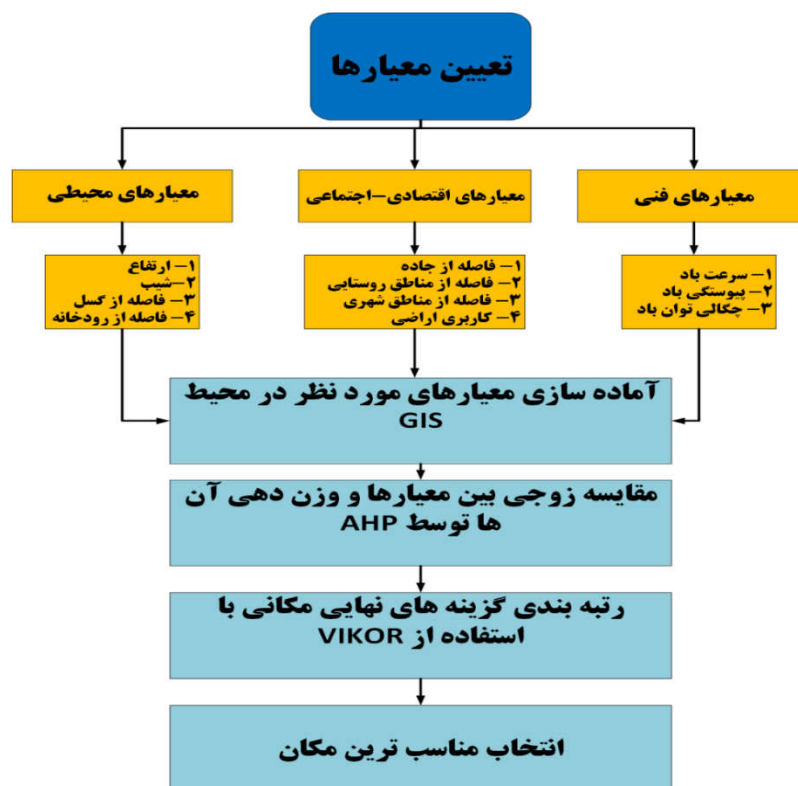 تعیین معیارها
معیارهای فنی
معیارهای اقتصادی–اجتماعی
معیارهای محیطی
۱– سرعت باد
۲– پیوستگی باد
۳– چگالی توان باد
۱– فاصله از جاده
۲– فاصله از مناطق روستایی
۳– فاصله از مناطق شهری
۴– کاربری اراضی
۱– ارتفاع
۲–شیب
۳– فاصله از گسل
۴– فاصله از رودخانه
آماده سازی معیارهای مورد نظر در محیط
GIS
مقایسه زوجی بین معیارها و وزن دهی آن
ها توسط AHP
رتبه بندی گزینه های نهایی مکانی با
استفاده از VIKOR
انتخاب مناسب ترین مکان